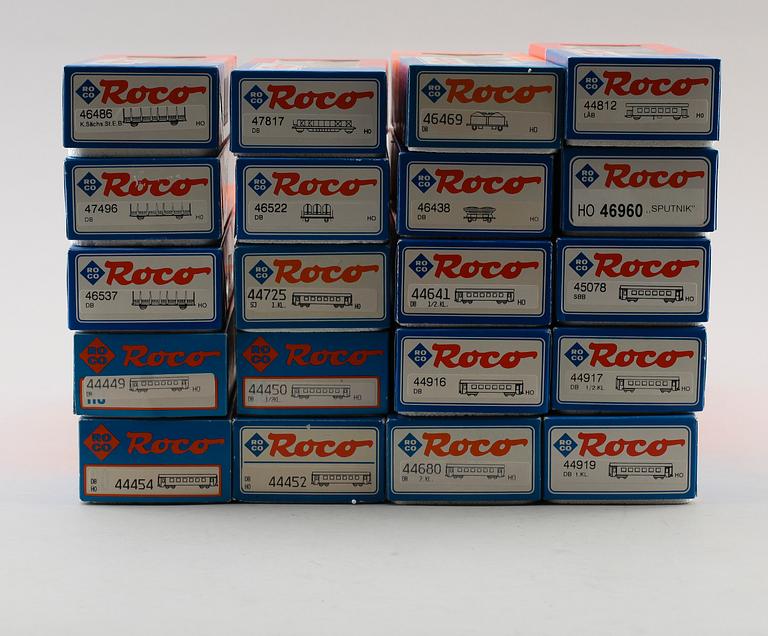 ROCO Roco
46486
K.Sächs.St.E.B. HO
ROCO Roco
47817
DB HO
ROCO Roco
46469
DB HO
ROCO Roco
44812
LAB HO
ROCO Roco
47496
DB HO
ROCO Roco
46522
DB HO
ROCO Roco
46438
DB HO
ROCO Roco
HO 46960 „SPUTNIK"
ROCO Roco
46537
DB HO
ROCO Roco
44725
SJ 1.KL. HO
ROCO Roco
44641
DB 1/2.KL. HO
ROCO Roco
45078
SBB HO
ROCO Roco
44449
DB HO
HO
ROCO Roco
44450
DB 1/2KL. HO
ROCO Roco
44916
DB HO
ROCO Roco
44917
DB 1/2.KL. HO
ROCO Roco
DB
HO 44454
ROCO Roco
DB
HO 44452
ROCO Roco
44680
DB 2.KL. HO
ROCO Roco
44919
DB 1.KL. HO